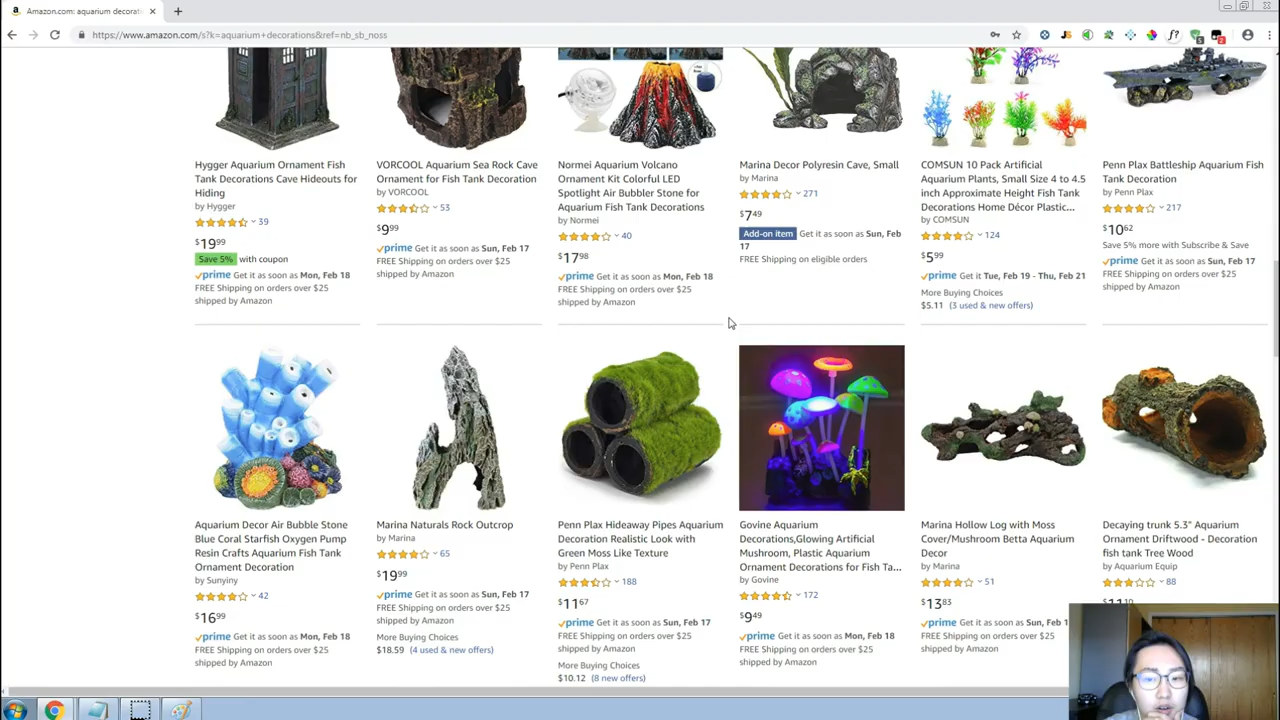 Amazon.com: aquarium decorati
https://www.amazon.com/s?k=aquarium+decorations&ref=nb_sb_noss
Hygger Aquarium Ornament Fish
Tank Decorations Cave Hideouts for
Hiding
by Hygger
39
$19.99
Save 5% with coupon
prime Get it as soon as Mon, Feb 18
FREE Shipping on orders over $25
shipped by Amazon
VORCOOL Aquarium Sea Rock Cave
Ornament for Fish Tank Decoration
by VORCOOL
53
$9.99
prime Get it as soon as Sun, Feb 17
FREE Shipping on orders over $25
shipped by Amazon
Normei Aquarium Volcano
Ornament Kit Colorful LED
Spotlight Air Bubbler Stone for
Aquarium Fish Tank Decorations
by Normei
40
$17.98
prime Get it as soon as Mon, Feb 18
FREE Shipping on orders over $25
shipped by Amazon
Marina Decor Polyresin Cave, Small
by Marina
271
$7.49
Add-on item Get it as soon as Sun, Feb
17
FREE Shipping on eligible orders
COMSUN 10 Pack Artificial
Aquarium Plants, Small Size 4 to 4.5
inch Approximate Height Fish Tank
Decorations Home Décor Plastic...
by COMSUN
124
$5.99
prime Get it Tue, Feb 19 - Thu, Feb 21
More Buying Choices
$5.11 (3 used & new offers)
Penn Plax Battleship Aquarium Fish
Tank Decoration
by Penn Plax
217
$10.62
Save 5% more with Subscribe & Save
prime Get it as soon as Sun, Feb 17
FREE Shipping on orders over $25
shipped by Amazon
Aquarium Decor Air Bubble Stone
Blue Coral Starfish Oxygen Pump
Resin Crafts Aquarium Fish Tank
Ornament Decoration
by Sunyiny
42
$16.99
prime Get it as soon as Mon, Feb 18
FREE Shipping on orders over $25
shipped by Amazon
Marina Naturals Rock Outcrop
by Marina
65
$19.99
prime Get it as soon as Sun, Feb 17
FREE Shipping on orders over $25
shipped by Amazon
More Buying Choices
$18.59 (4 used & new offers)
Penn Plax Hideaway Pipes Aquarium
Decoration Realistic Look with
Green Moss Like Texture
by Penn Plax
188
$11.67
prime Get it as soon as Sun, Feb 17
FREE Shipping on orders over $25
shipped by Amazon
More Buying Choices
$10.12 (8 new offers)
Govine Aquarium
Decorations,Glowing Artificial
Mushroom, Plastic Aquarium
Ornament Decorations for Fish Ta...
by Govine
172
$9.49
prime Get it as soon as Mon, Feb 18
FREE Shipping on orders over $25
shipped by Amazon
Marina Hollow Log with Moss
Cover/Mushroom Betta Aquarium
Decor
by Marina
51
$13.83
prime Get it as soon as Sun, Feb 1
FREE Shipping on orders over $25
shipped by Amazon
Decaying trunk 5.3" Aquarium
Ornament Driftwood - Decoration
fish tank Tree Wood
by Aquarium Equip
88